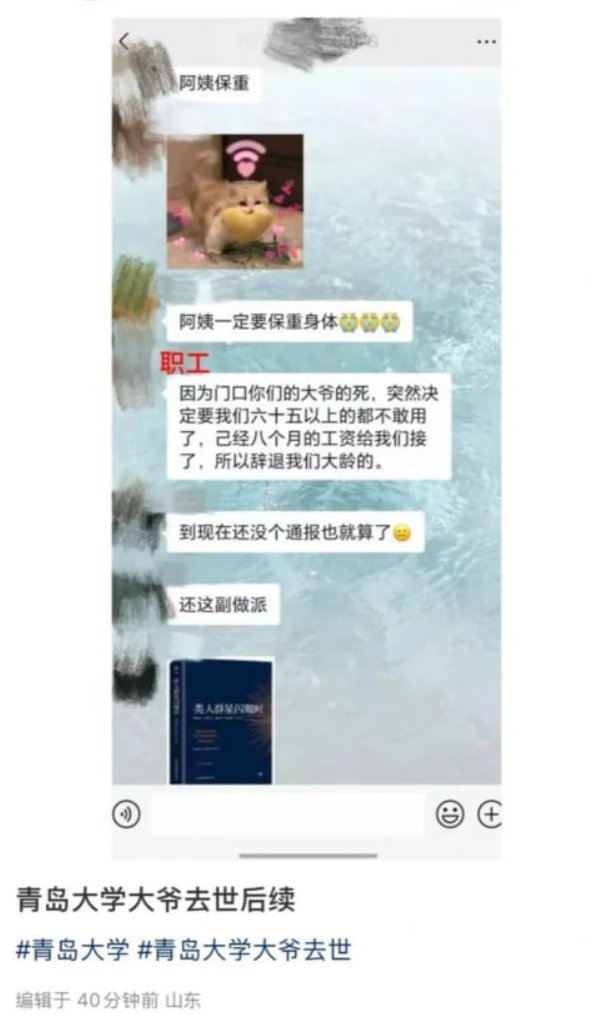 阿姨保重
阿姨一定要保重身体😭😭😭
职工
因为门口你们的大爷的死，突然决
定要我们六十五以上的都不敢用
了，己经八个月的工资给我们接
了，所以辞退我们大龄的。
到现在还没个通报也就算了😐
还这副做派
类人群星闪耀时
青岛大学大爷去世后续
#青岛大学 #青岛大学大爷去世
编辑于 40分钟前 山东